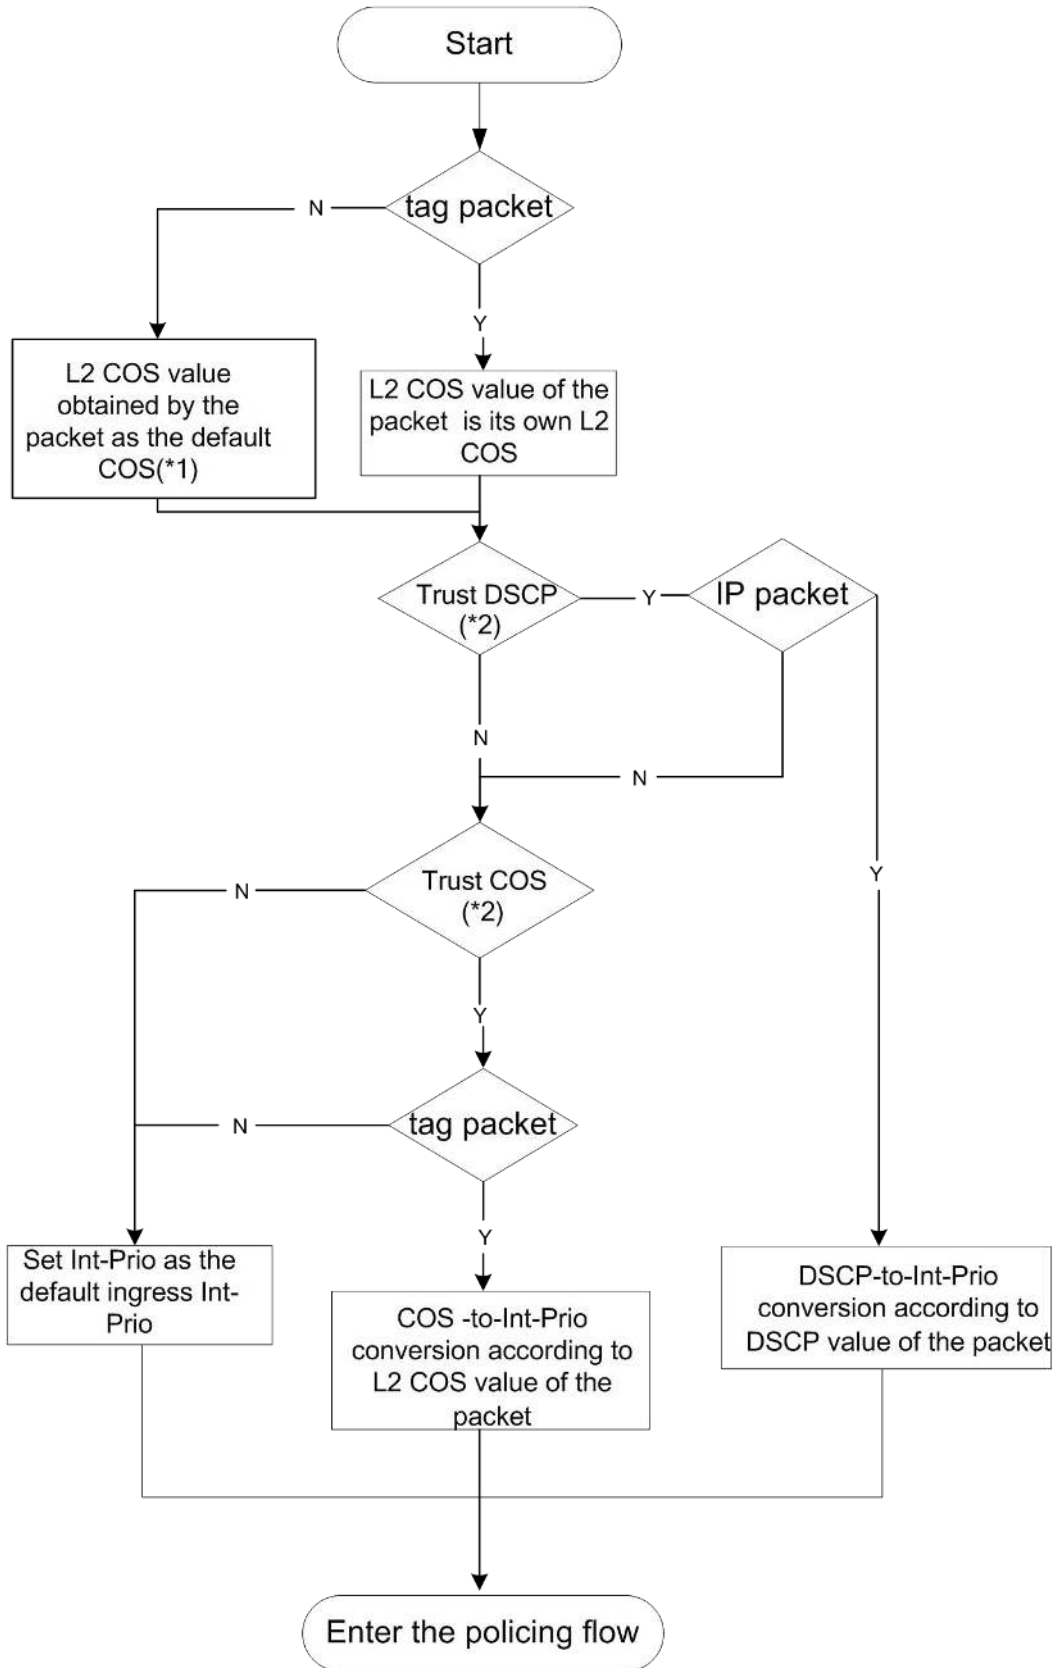 Start
tag packet
N
Y
L2 COS value
obtained by the
packet as the default
COS(*1)
L2 COS value of the
packet is its own L2
COS
Trust DSCP
(*2)
Y
IP packet
N
N
Y
Trust COS
(*2)
N
Y
tag packet
N
Y
Set Int-Prio as the
default ingress Int-
Prio
COS -to-Int-Prio
conversion according to
L2 COS value of the
packet
DSCP-to-Int-Prio
conversion according to
DSCP value of the packet
Enter the policing flow